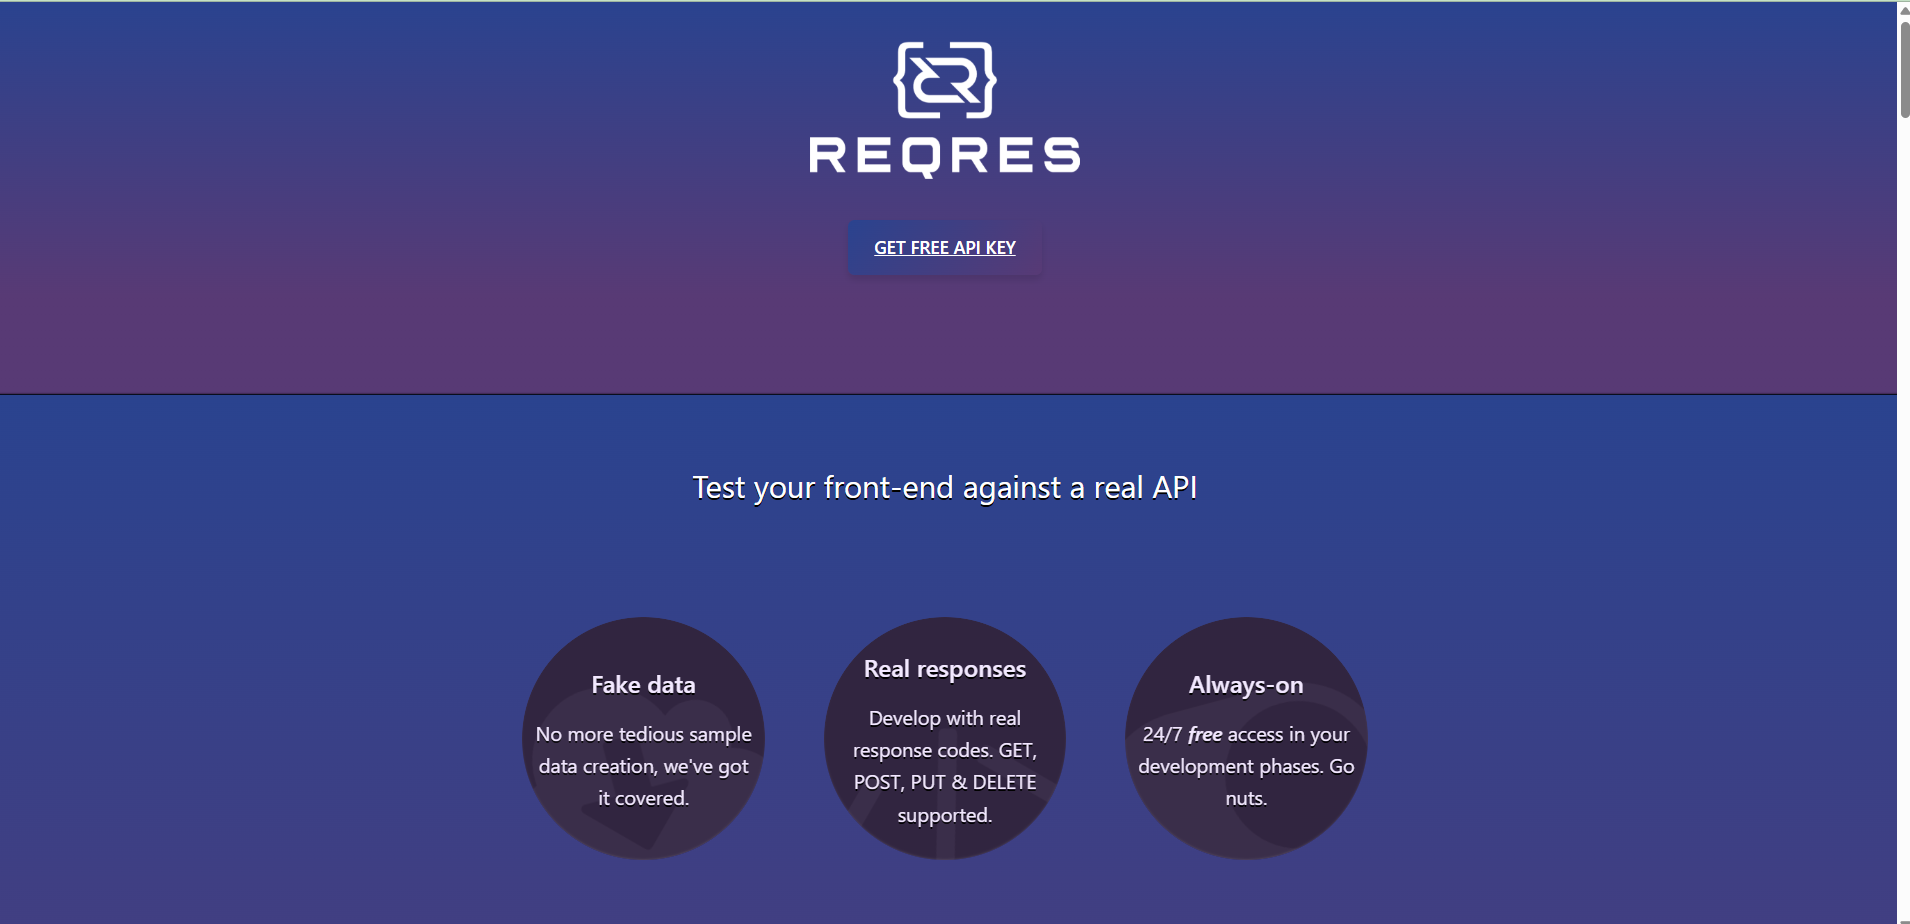 REQRES
GET FREE API KEY
Test your front-end against a real API
Fake data
No more tedious sample
data creation, we've got
it covered.
Real responses
Develop with real
response codes. GET,
POST, PUT & DELETE
supported.
Always-on
24/7 free access in your
development phases. Go
nuts.